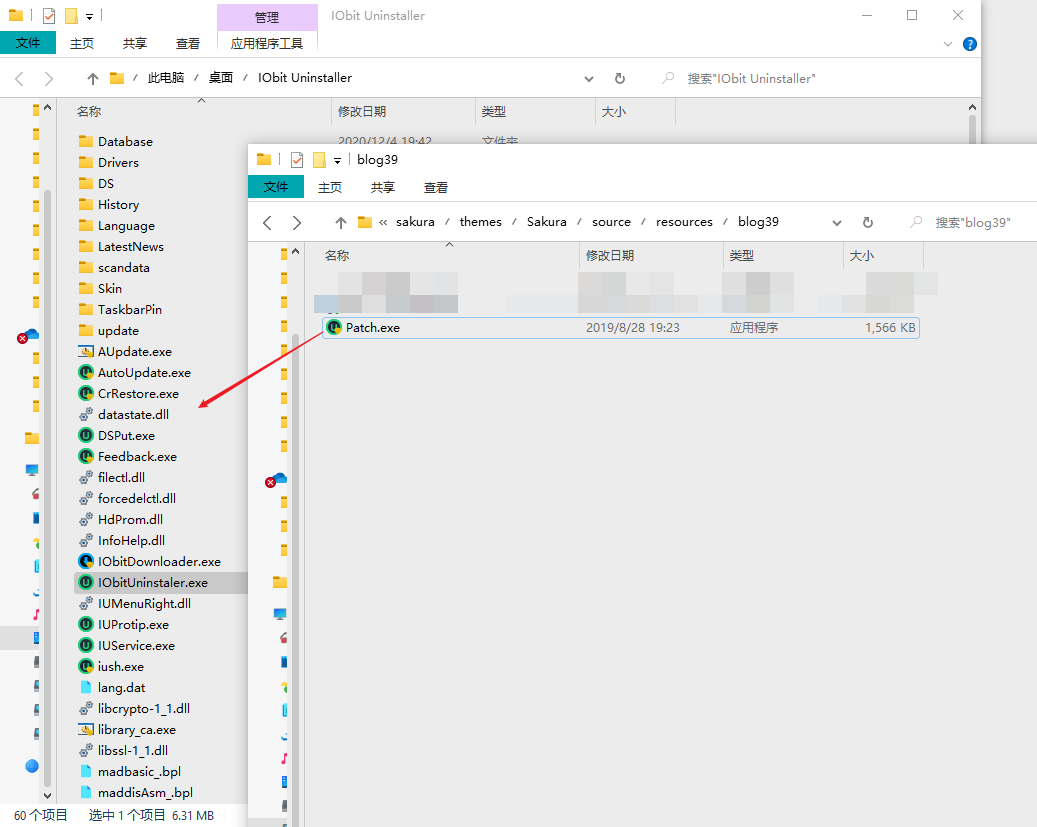 管理
IObit Uninstaller
文件 主页 共享 查看 应用程序工具
此电脑 / 桌面 / IObit Uninstaller
搜索"IObit Uninstaller"
名称 修改日期 类型 大小
2020/12/4 19:42 文件夹
Database
Drivers
DS
History
Language
LatestNews
scandata
Skin
TaskbarPin
update
AUpdate.exe
AutoUpdate.exe
CrRestore.exe
datastate.dll
DSPut.exe
Feedback.exe
filectl.dll
forcedelctl.dll
HdProm.dll
InfoHelp.dll
IObitDownloader.exe
IObitUninstaler.exe
IUMenuRight.dll
IUProtip.exe
IUService.exe
iush.exe
lang.dat
libcrypto-1_1.dll
library_ca.exe
libssl-1_1.dll
madbasic_.bpl
maddisAsm_.bpl
60 个项目 选中 1 个项目 6.31 MB
blog39
文件 主页 共享 查看
« sakura / themes / Sakura / source / resources / blog39
搜索"blog39"
名称 修改日期 类型 大小
Patch.exe 2019/8/28 19:23 应用程序 1,566 KB